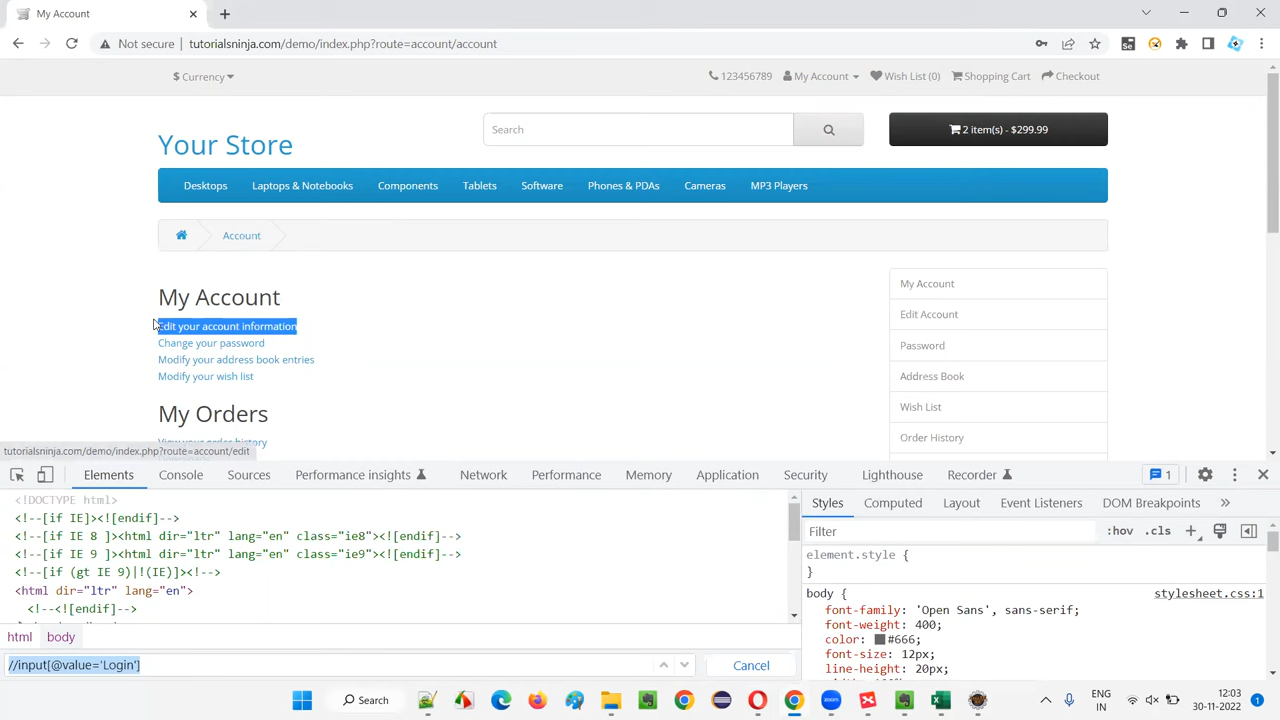 My Account
Not secure
tutorialsninja.com/demo/index.php?route=account/account
$ Currency
123456789
My Account
Wish List (0)
Shopping Cart
Checkout
Your Store
Search
2 item(s) - $299.99
Desktops
Laptops & Notebooks
Components
Tablets
Software
Phones & PDAs
Cameras
MP3 Players
Account
My Account
Edit your account information
Change your password
Modify your address book entries
Modify your wish list
My Orders
View your order history
My Account
Edit Account
Password
Address Book
Wish List
Order History
tutorialsninja.com/demo/index.php?route=account/edit
Elements
Console
Sources
Performance insights
Network
Performance
Memory
Application
Security
Lighthouse
Recorder
1
<!DOCTYPE html>
<!--[if IE]><![endif]-->
<!--[if IE 8 ]><html dir="ltr" lang="en" class="ie8"><![endif]-->
<!--[if IE 9 ]><html dir="ltr" lang="en" class="ie9"><![endif]-->
<!--[if (gt IE 9)|!(IE)]><!-->
<html dir="ltr" lang="en">
<!--<![endif]-->
html
body
//input[@value='Login']
Cancel
Styles
Computed
Layout
Event Listeners
DOM Breakpoints
Filter
:hov
.cls
element.style {
}
body {
stylesheet.css:1
font-family: 'Open Sans', sans-serif;
font-weight: 400;
color: #666;
font-size: 12px;
line-height: 20px;
Search
ENG
IN
12:03
30-11-2022
1